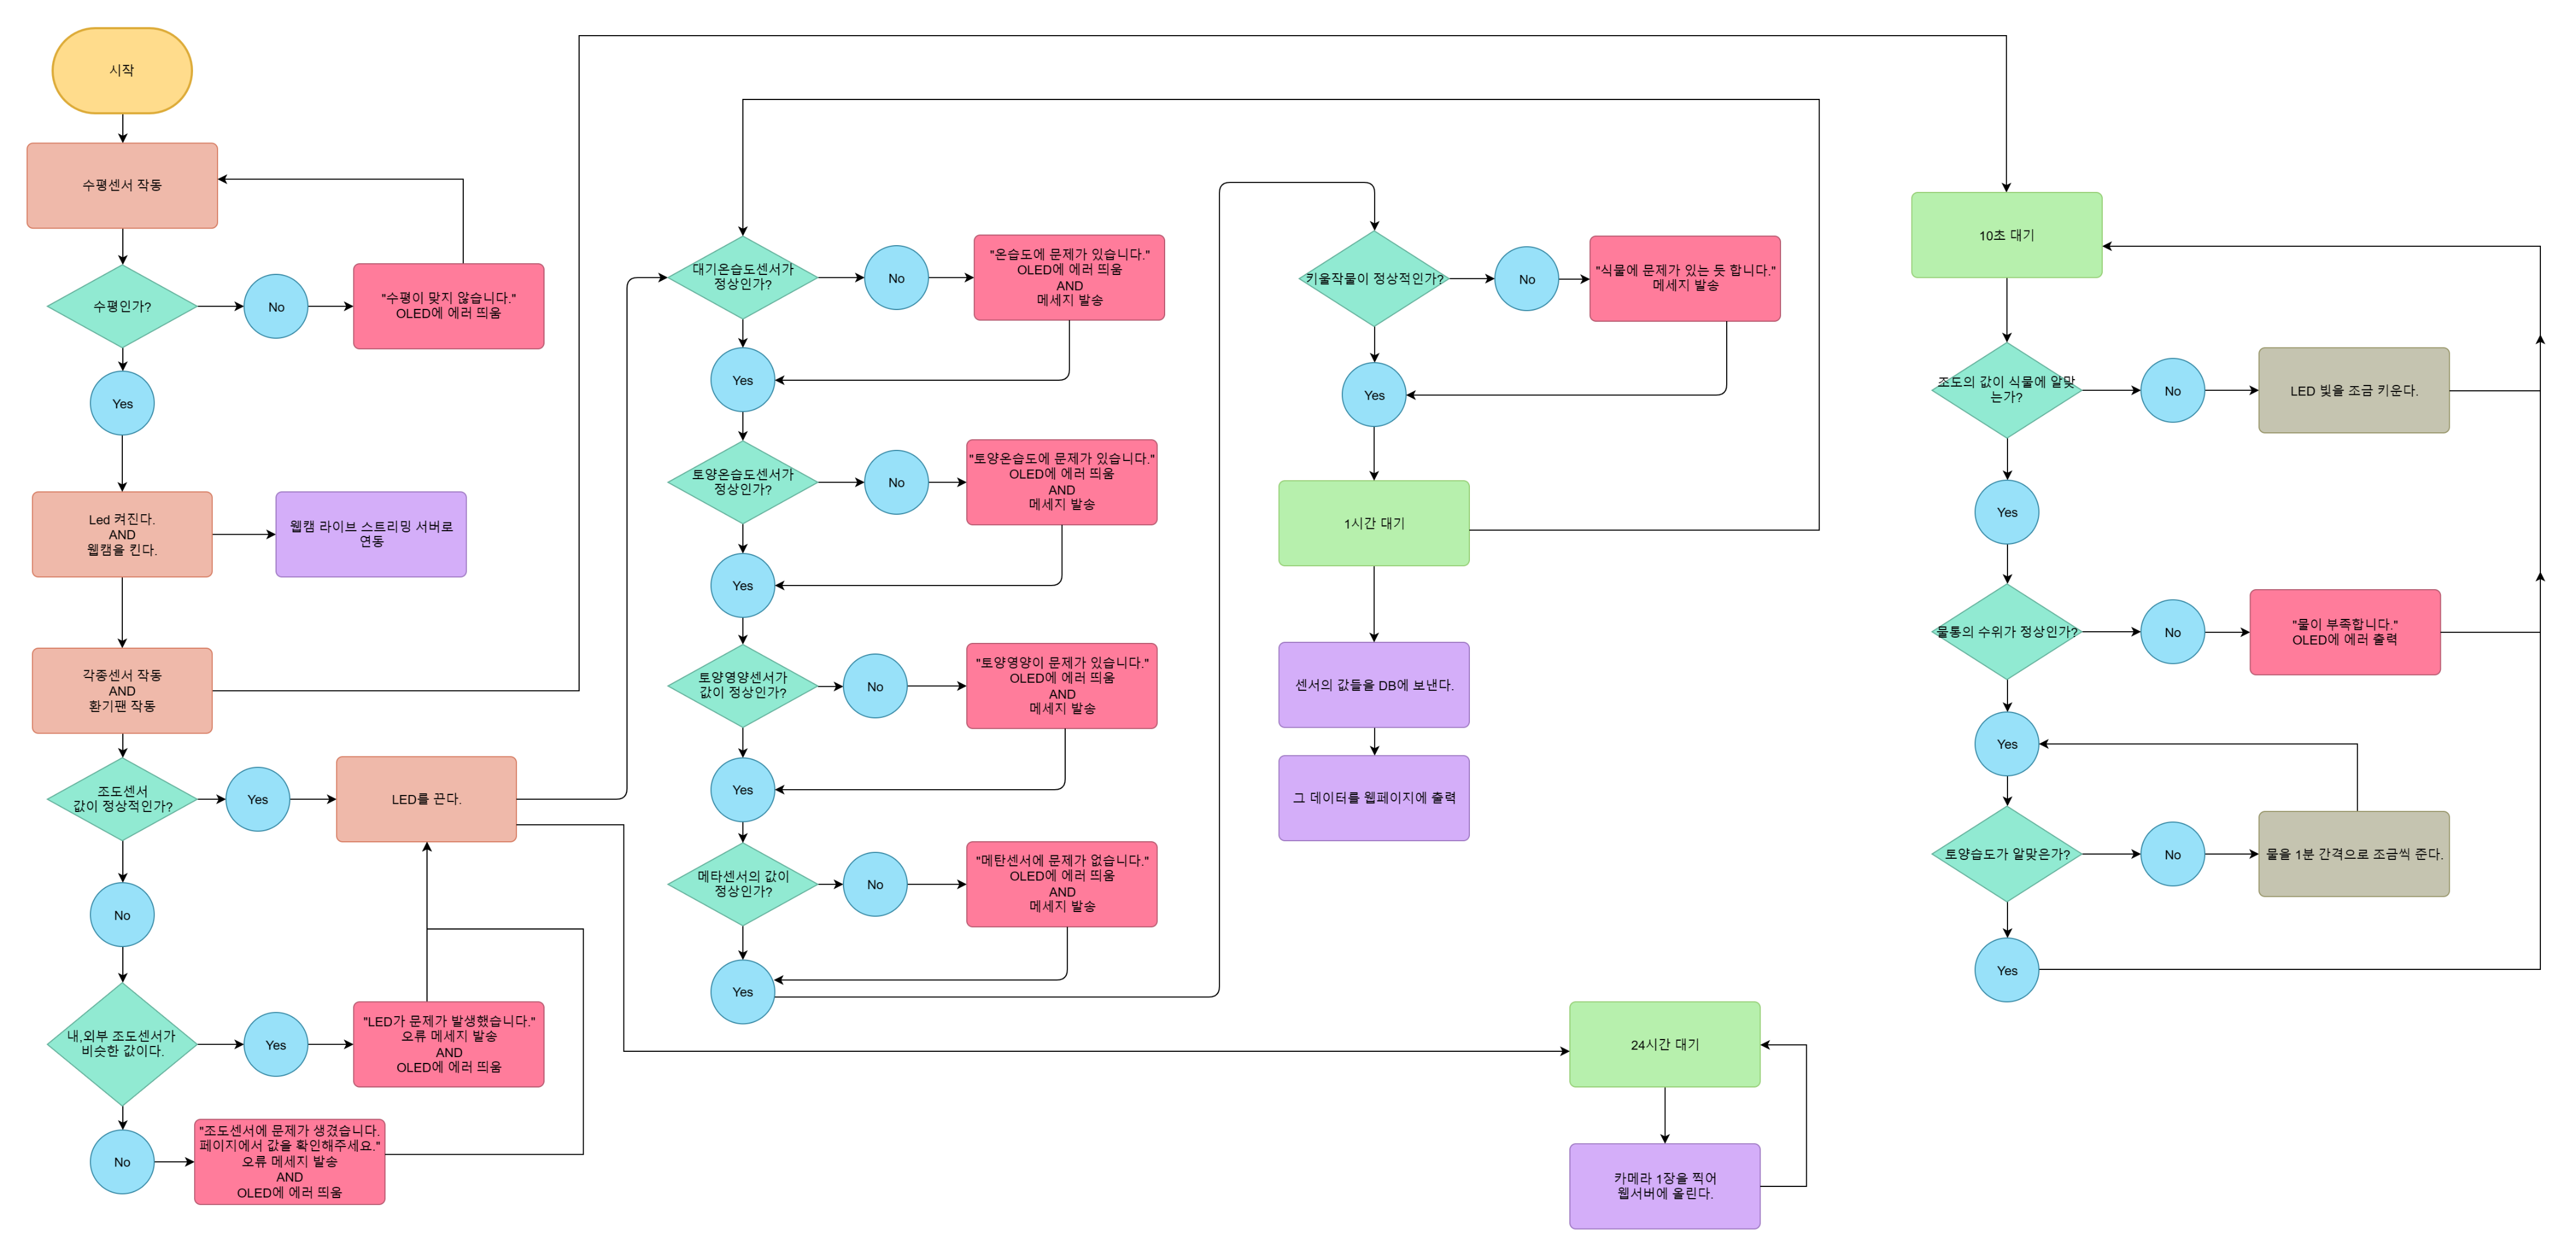 시작
수평센서 작동
수평인가?
No
"수평이 맞지 않습니다."
OLED에 에러 띄움
Yes
Led 켜진다.
AND
웹캠을 킨다.
웹캠 라이브 스트리밍 서버로
연동
각종센서 작동
AND
환기팬 작동
조도센서
값이 정상적인가?
Yes
LED를 끈다.
No
내,외부 조도센서가
비슷한 값이다.
Yes
"LED가 문제가 발생했습니다."
오류 메세지 발송
AND
OLED에 에러 띄움
No
"조도센서에 문제가 생겼습니다.
페이지에서 값을 확인해주세요."
오류 메세지 발송
AND
OLED에 에러 띄움
대기온습도센서가
정상인가?
No
"온습도에 문제가 있습니다."
OLED에 에러 띄움
AND
메세지 발송
Yes
토양온습도센서가
정상인가?
No
"토양온습도에 문제가 있습니다."
OLED에 에러 띄움
AND
메세지 발송
Yes
토양영양센서가
값이 정상인가?
No
"토양영양이 문제가 있습니다."
OLED에 에러 띄움
AND
메세지 발송
Yes
메타센서의 값이
정상인가?
No
"메탄센서에 문제가 없습니다."
OLED에 에러 띄움
AND
메세지 발송
Yes
키울작물이 정상적인가?
No
"식물에 문제가 있는 듯 합니다."
메세지 발송
Yes
1시간 대기
센서의 값들을 DB에 보낸다.
그 데이터를 웹페이지에 출력
24시간 대기
카메라 1장을 찍어
웹서버에 올린다.
10초 대기
조도의 값이 식물에 알맞
는가?
No
LED 빛을 조금 키운다.
Yes
물통의 수위가 정상인가?
No
"물이 부족합니다."
OLED에 에러 출력
Yes
토양습도가 알맞은가?
No
물을 1분 간격으로 조금씩 준다.
Yes